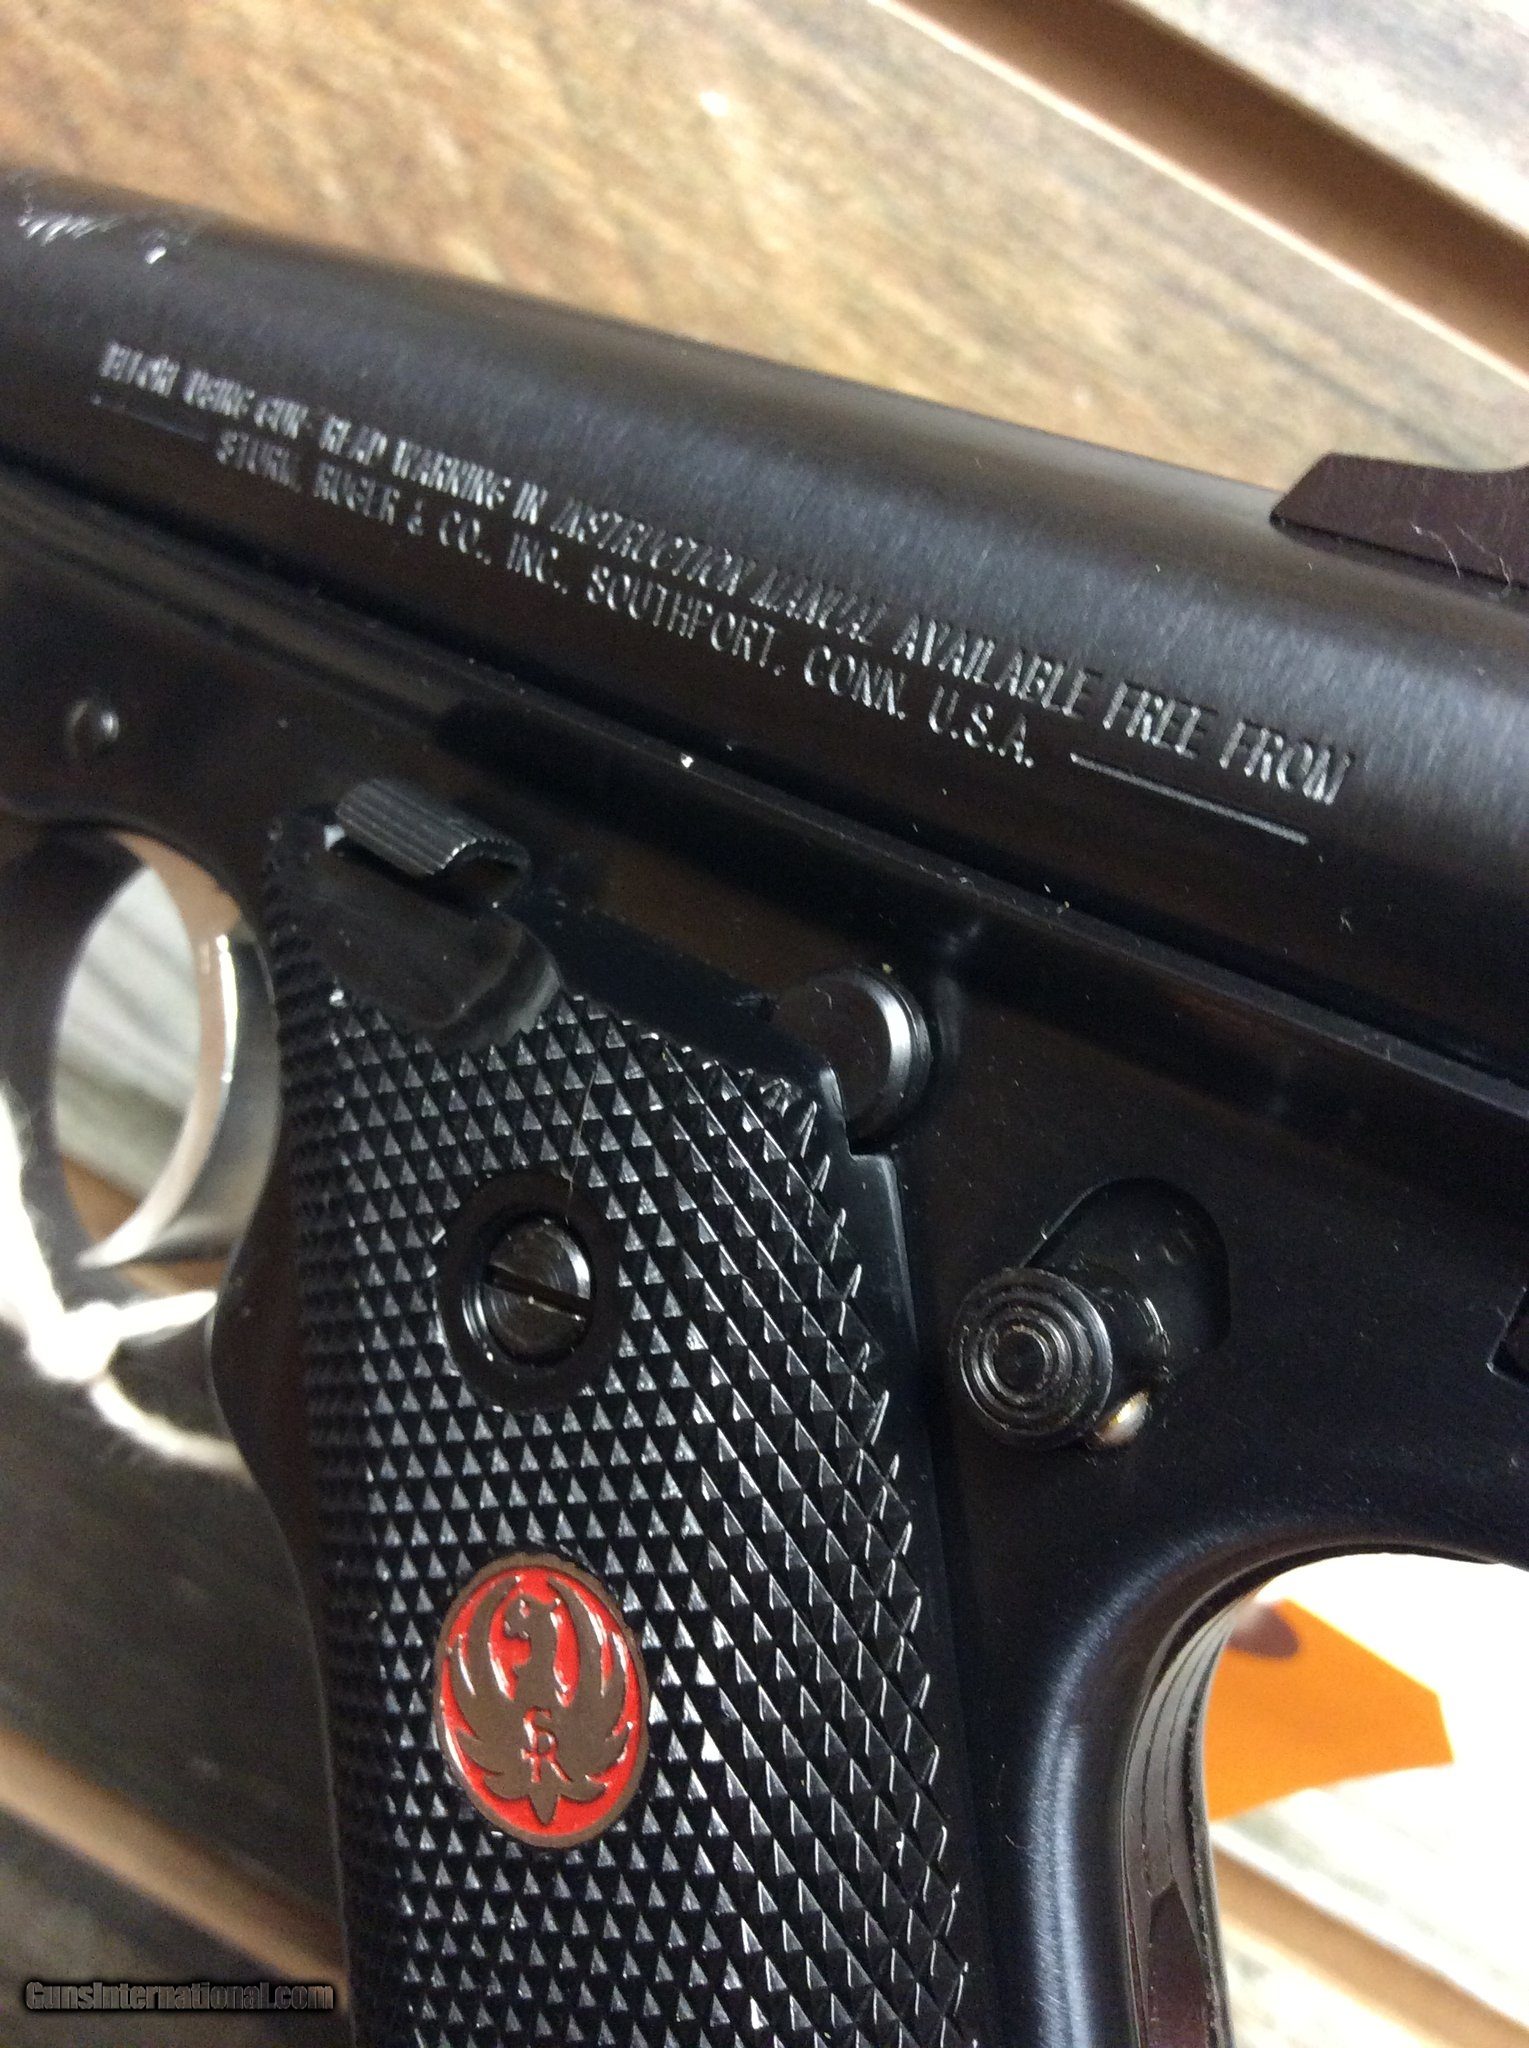 BEFORE USING GUN-READ WARNING IN INSTRUCTION MANUAL AVAILABLE FREE FROM
STURM, RUGER & CO., INC., SOUTHPORT, CONN. U.S.A.
SR
GunsInternational.com